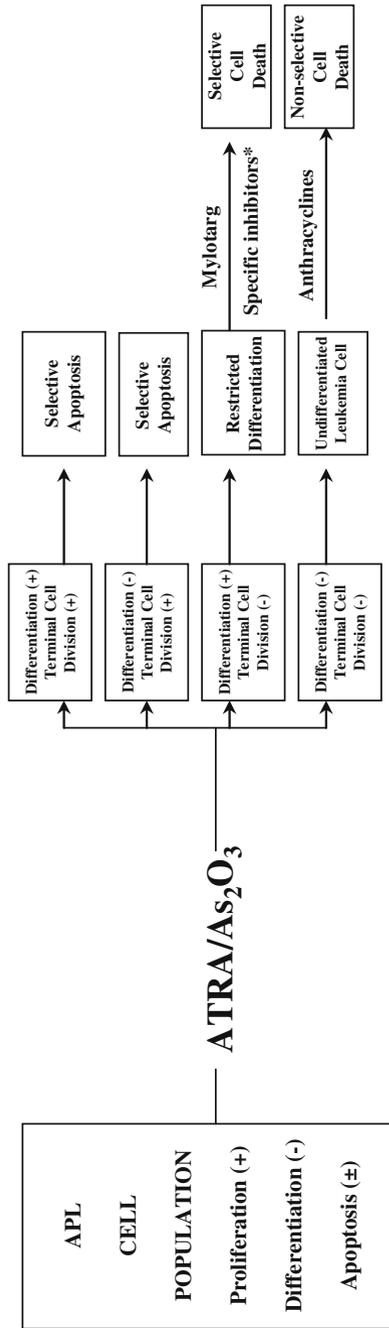 APL
CELL
POPULATION
Proliferation (+)
Differentiation (-)
Apoptosis (±)
ATRA/As₂O₃
Differentiation (+)
Terminal Cell
Division (+)
Selective
Apoptosis
Differentiation (-)
Terminal Cell
Division (+)
Selective
Apoptosis
Differentiation (+)
Terminal Cell
Division (-)
Restricted
Differentiation
Mylotarg
Specific inhibitors*
Selective
Cell
Death
Differentiation (-)
Terminal Cell
Division (-)
Undifferentiated
Leukemia Cell
Anthracyclines
Non-selective
Cell
Death